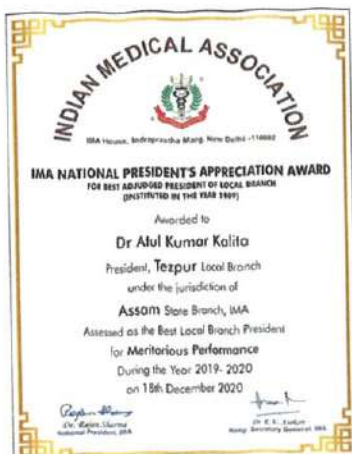 INDIAN MEDICAL ASSOCIATION
IMA House, Indraprastha Marg, New Delhi -110002
IMA NATIONAL PRESIDENT'S APPRECIATION AWARD
FOR BEST ADJUDGED PRESIDENT OF LOCAL BRANCH
(INSTITUTED IN THE YEAR 1989)
Awarded to
Dr Atul Kumar Kalita
President, Tezpur Local Branch
under the jurisdiction of
Assam State Branch, IMA
Assessed as the Best Local Branch President
for Meritorious Performance
During the Year 2019- 2020
on 18th December 2020
Dr. Rajan Sharma
National President, IMA
Hony. Secretary General, IMA